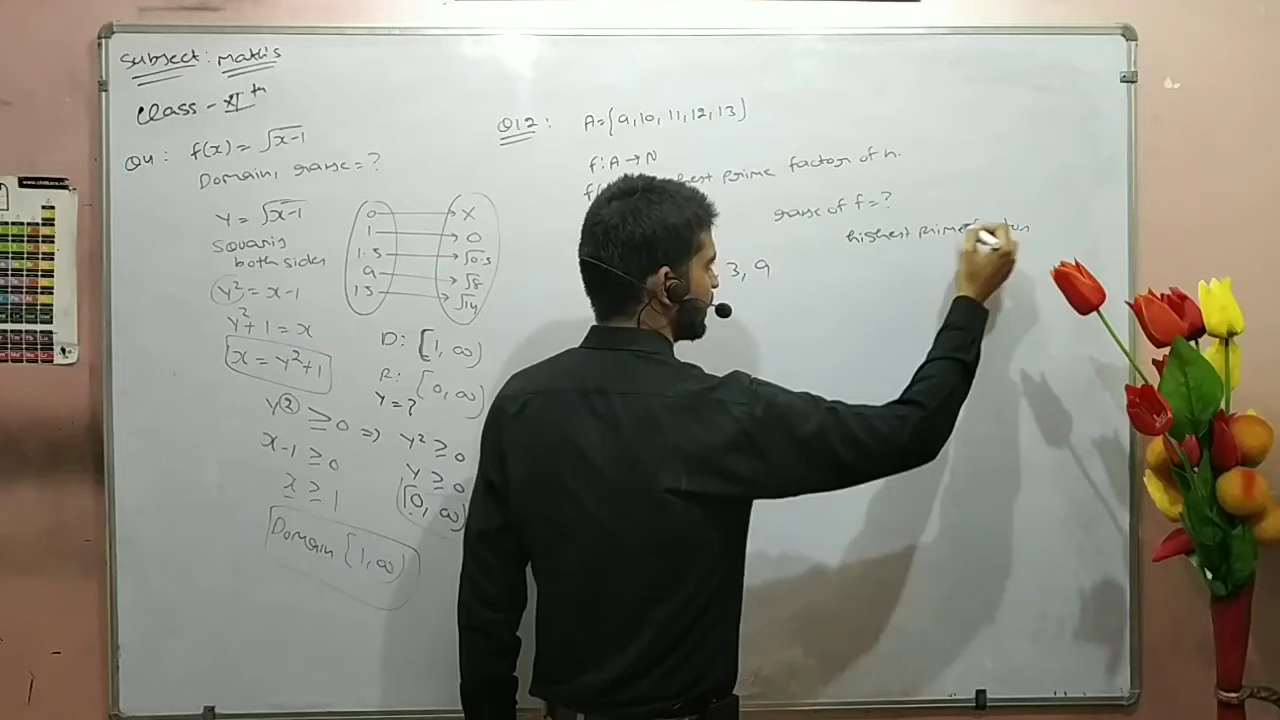 Subject: Maths
Class - XIth
Q4: f(x) = √x-1
Domain, range = ?
y = √x-1
Squaring
both sides
y² = x-1
y²+1 = x
x = y²+1
y² ≥ 0 => y² ≥ 0
x-1 ≥ 0
y ≥ 0
x ≥ 1
[0, ∞)
Domain [1, ∞)
0 X
1 0
1.5 √0.5
9 √8
15 √14
D: [1, ∞)
R: [0, ∞)
y = ?
Q12: A={9,10,11,12,13}
f: A → N
prime factor of n.
range of f = ?
highest prime
3, 9